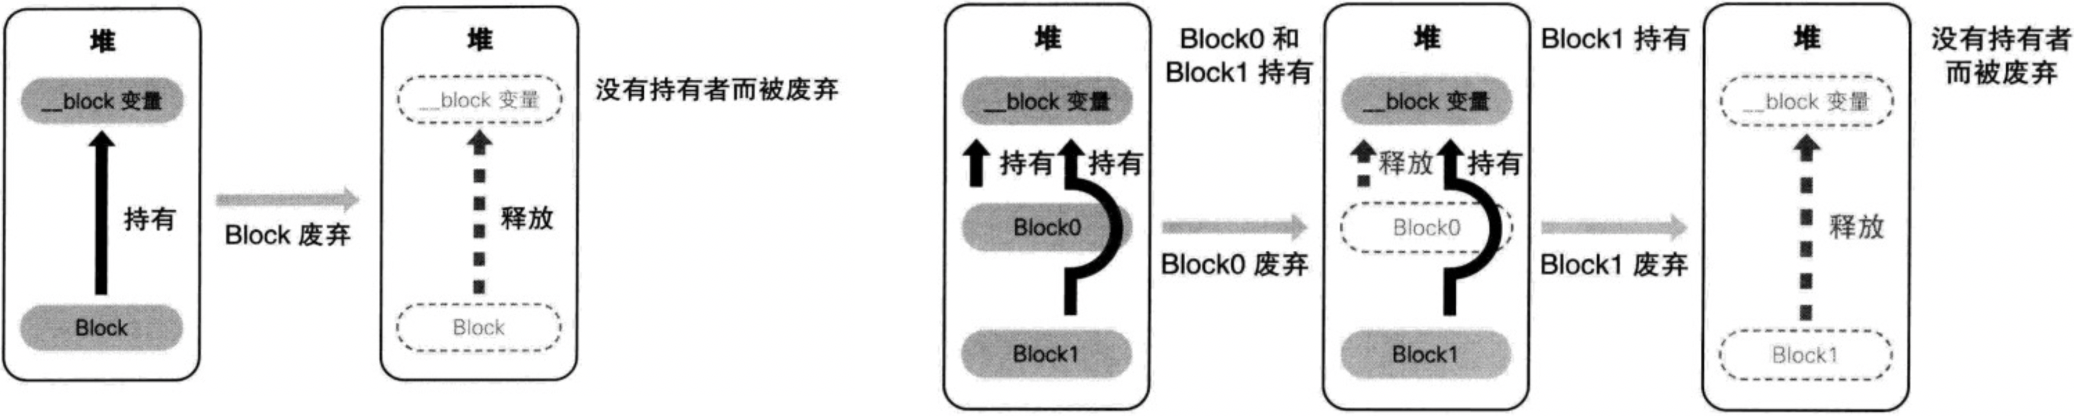 堆
__block 变量
持有
Block
Block 废弃
堆
__block 变量
释放
Block
没有持有者而被废弃
堆
__block 变量
持有 持有
Block0
Block1
Block0 和
Block1 持有
Block0 废弃
堆
__block 变量
释放 持有
Block0
Block1
Block1 持有
Block1 废弃
堆
__block 变量
释放
Block1
没有持有者
而被废弃